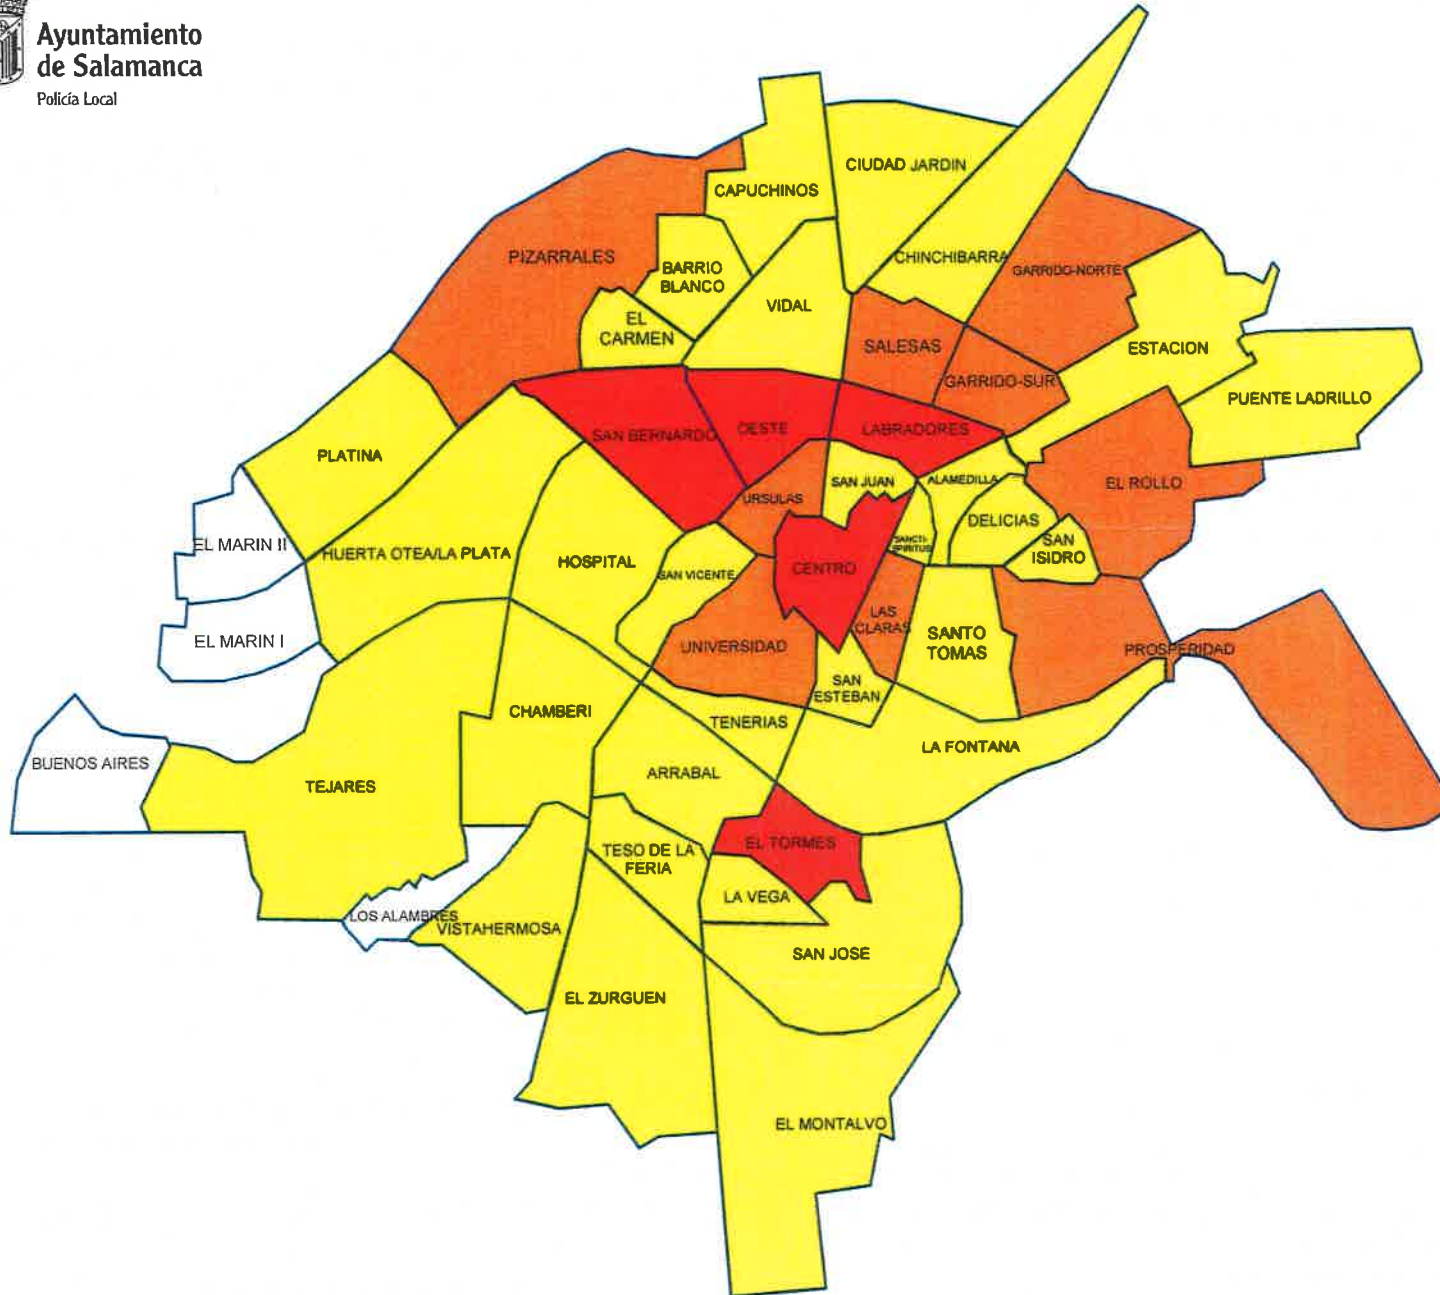 Ayuntamiento
de Salamanca
Policía Local
CIUDAD JARDIN
CAPUCHINOS
PIZARRALES
CHINCHIBARRA
BARRIO
BLANCO
GARRIDO-NORTE
VIDAL
EL
CARMEN
SALESAS
ESTACION
GARRIDO-SUR
PUENTE LADRILLO
SAN BERNARDO
OESTE
LABRADORES
PLATINA
SAN JUAN
ALAMEDILLA
EL ROLLO
URSULAS
DELICIAS
EL MARIN II
HUERTA OTEA/LA PLATA
HOSPITAL
SAN VICENTE
CENTRO
SANCTI-
SPIRITUS
SAN
ISIDRO
LAS
CLARAS
EL MARIN I
UNIVERSIDAD
SANTO
TOMAS
PROSPERIDAD
SAN
ESTEBAN
CHAMBERI
TENERIAS
LA FONTANA
BUENOS AIRES
ARRABAL
TEJARES
EL TORMES
TESO DE LA
FERIA
LA VEGA
LOS ALAMBRES
VISTAHERMOSA
SAN JOSE
EL ZURGUEN
EL MONTALVO